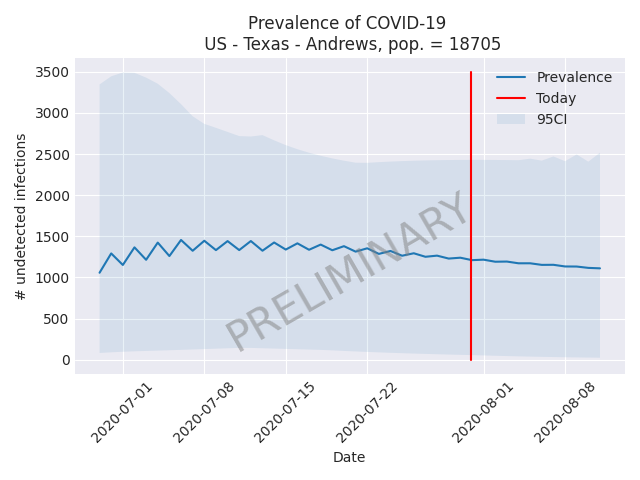 Prevalence of COVID-19
US - Texas - Andrews, pop. = 18705
# undetected infections
3500
3000
2500
2000
1500
1000
500
0
Prevalence
Today
95CI
PRELIMINARY
2020-07-01
2020-07-08
2020-07-15
2020-07-22
2020-08-01
2020-08-08
Date